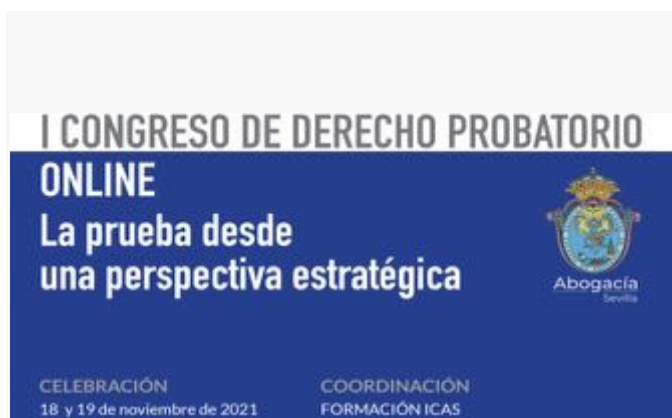 I CONGRESO DE DERECHO PROBATORIO
ONLINE
La prueba desde
una perspectiva estratégica
Abogacía
Sevilla
CELEBRACIÓN
COORDINACIÓN
18 y 19 de noviembre de 2021
FORMACIÓN ICAS